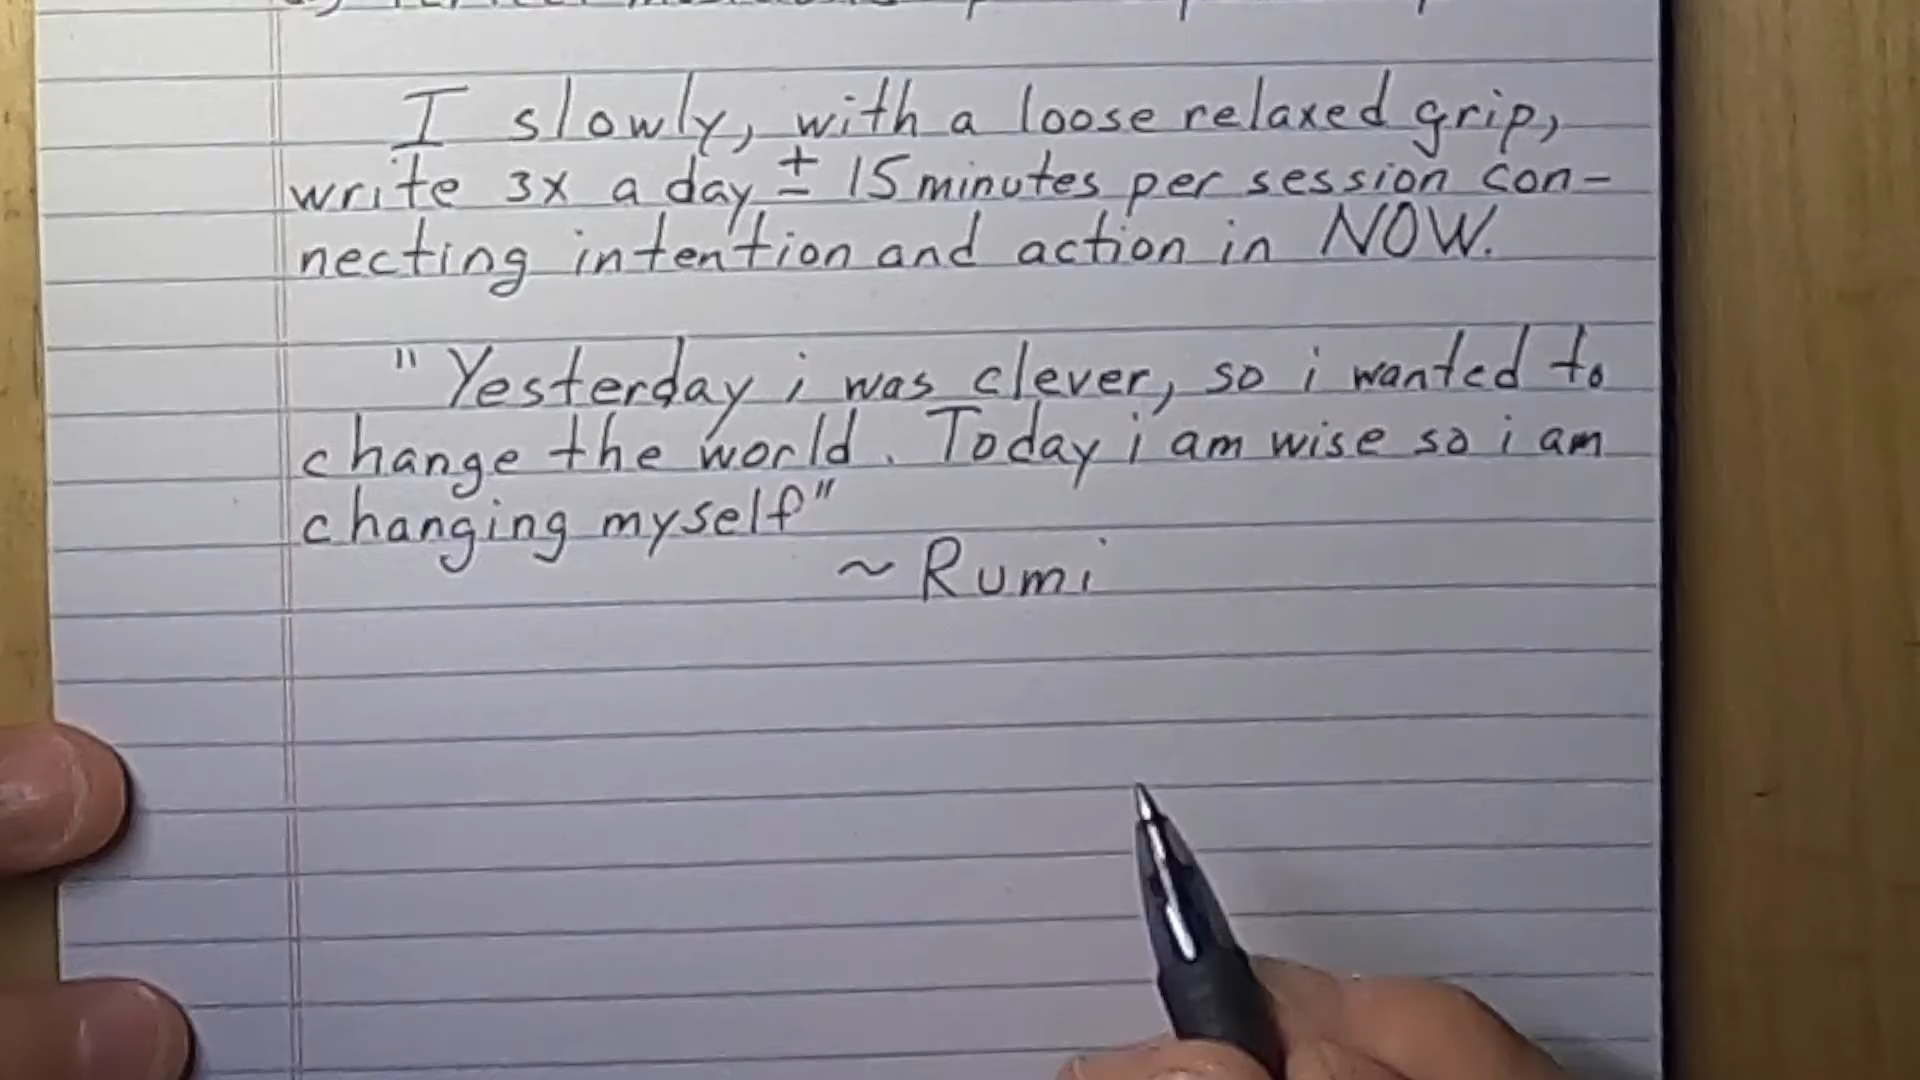 I slowly, with a loose relaxed grip,
write 3x a day ± 15 minutes per session con-
necting intention and action in NOW.
"Yesterday i was clever, so i wanted to
change the world. Today i am wise so i am
changing myself"
~ Rumi